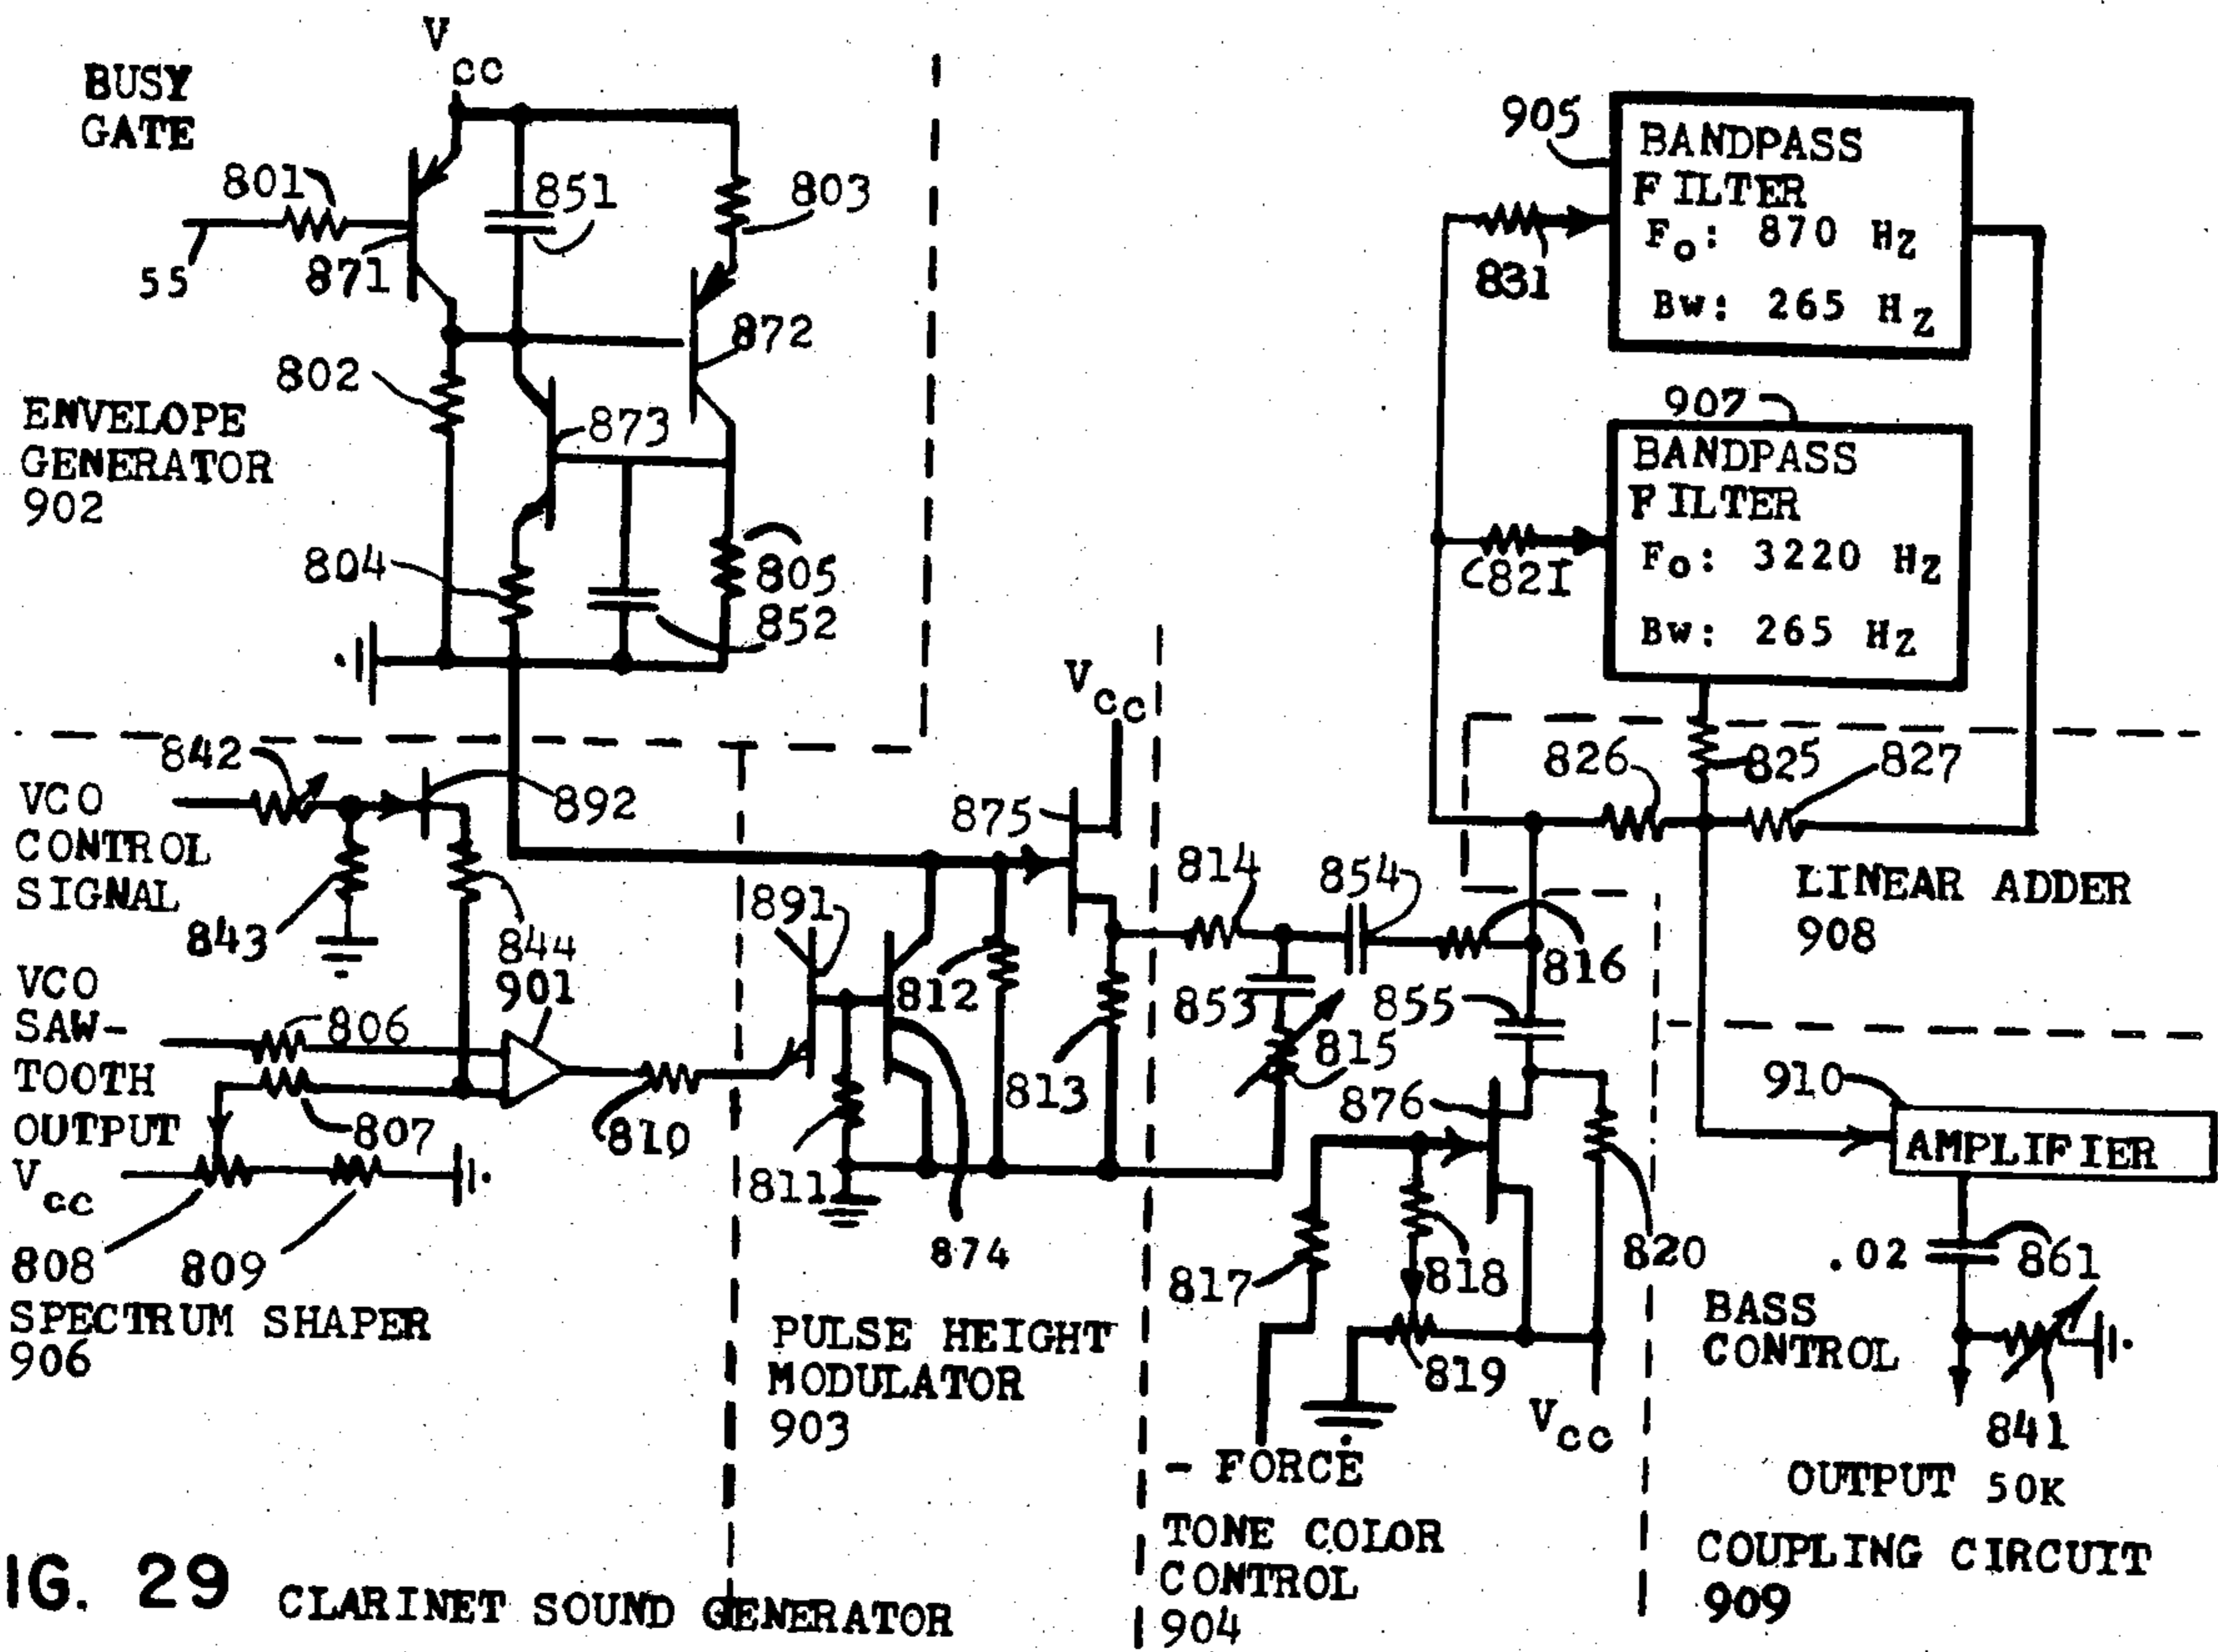 V
CC
BUSY
GATE
801
851
803
55
871
872
802
873
ENVELOPE
GENERATOR
902
804
805
852
905
BANDPASS
FILTER
Fo: 870 Hz
Bw: 265 Hz
831
907
BANDPASS
FILTER
Fo: 3220 Hz
Bw: 265 Hz
821
Vcc
842
892
VCO
CONTROL
SIGNAL
843
844
901
875
826
825
827
814
854
LINEAR ADDER
908
891
812
816
VCO
SAW-
TOOTH
OUTPUT
806
807
853
855
815
813
876
910
AMPLIFIER
810
811
Vcc
808
809
874
817
818
820
.02
861
SPECTRUM SHAPER
906
PULSE HEIGHT
MODULATOR
903
819
BASS
CONTROL
Vcc
841
- FORCE
OUTPUT 50K
TONE COLOR
CONTROL
904
COUPLING CIRCUIT
909
IG. 29 CLARINET SOUND GENERATOR